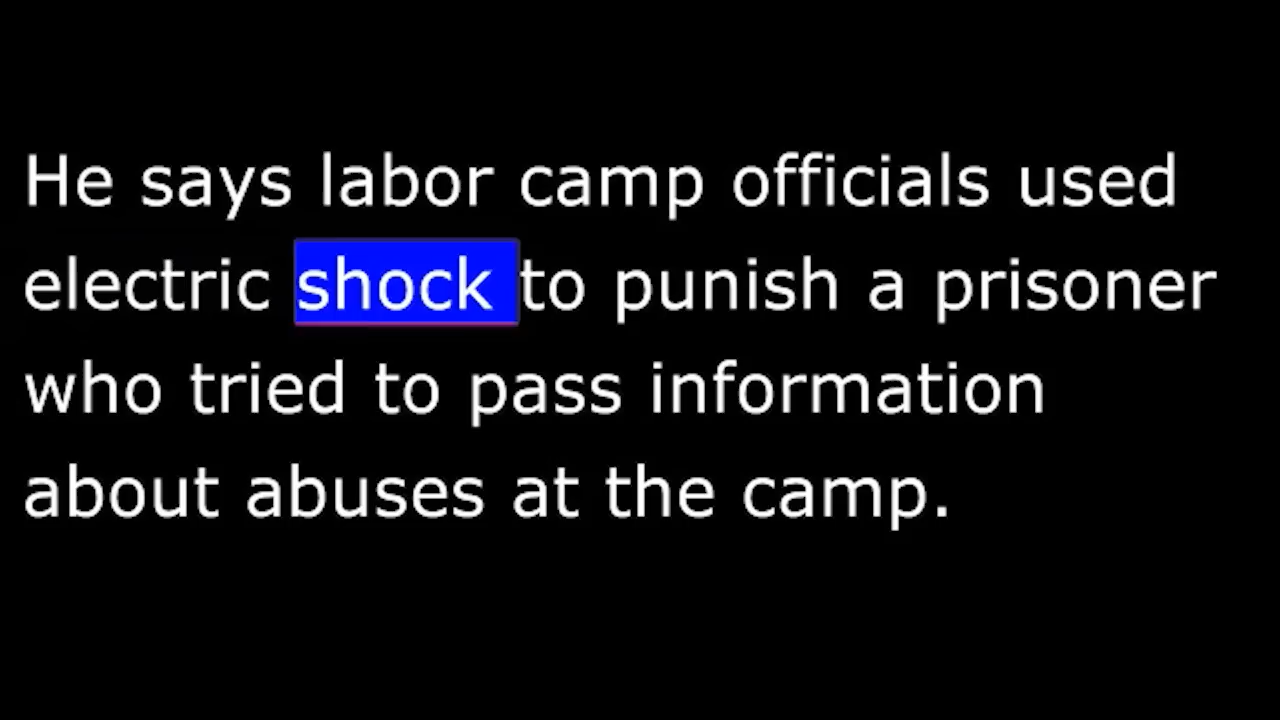 He says labor camp officials used
electric shock to punish a prisoner
who tried to pass information
about abuses at the camp.